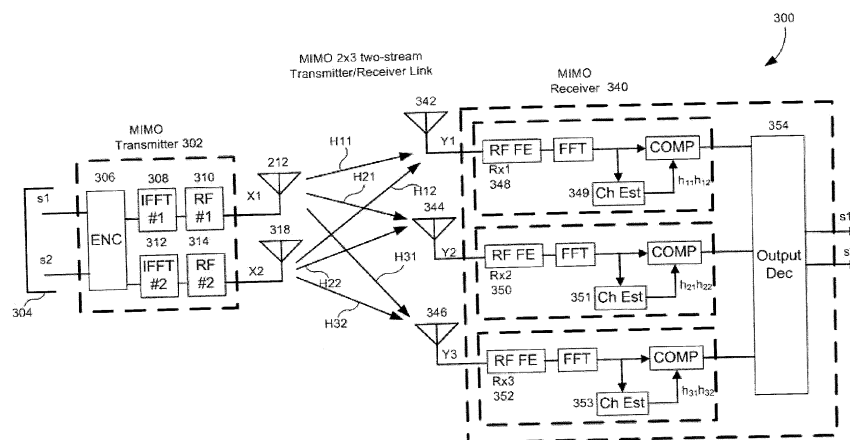 300
MIMO 2x3 two-stream
Transmitter/Receiver Link
MIMO
Receiver 340
MIMO
Transmitter 302
s1
s2
304
306
ENC
308
IFFT
#1
310
RF
#1
312
IFFT
#2
314
RF
#2
X1
X2
212
318
H11
H21
H12
H22
H31
H32
342
344
346
Y1
Y2
Y3
RF FE
FFT
COMP
Rx1
348
349
Ch Est
h11h12
RF FE
FFT
COMP
Rx2
350
351
Ch Est
h21h22
RF FE
FFT
COMP
Rx3
352
353
Ch Est
h31h32
354
Output
Dec
s1